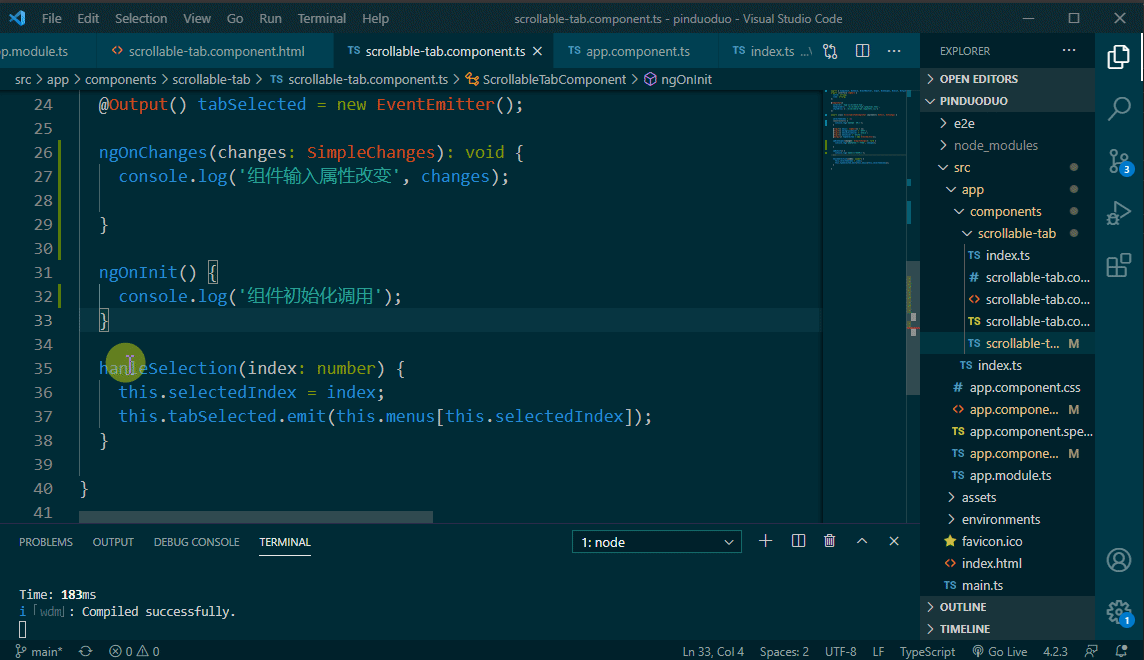 File Edit Selection View Go Run Terminal Help scrollable-tab.component.ts - pinduoduo - Visual Studio Code
p.module.ts <> scrollable-tab.component.html TS scrollable-tab.component.ts TS app.component.ts TS index.ts ...\
src > app > components > scrollable-tab > TS scrollable-tab.component.ts > ScrollableTabComponent > ngOnInit
24 @Output() tabSelected = new EventEmitter();
25
26 ngOnChanges(changes: SimpleChanges): void {
27 console.log('组件输入属性改变', changes);
28
29 }
30
31 ngOnInit() {
32 console.log('组件初始化调用');
33 }
34
35 handleSelection(index: number) {
36 this.selectedIndex = index;
37 this.tabSelected.emit(this.menus[this.selectedIndex]);
38 }
39
40 }
41
PROBLEMS OUTPUT DEBUG CONSOLE TERMINAL 1: node
Time: 183ms
i 「wdm」: Compiled successfully.
EXPLORER ...
> OPEN EDITORS
PINDUODUO
> e2e
> node_modules
src
app
components
scrollable-tab
TS index.ts
# scrollable-tab.co...
<> scrollable-tab.co...
TS scrollable-tab.co...
TS scrollable-t... M
TS index.ts
# app.component.css
<> app.compone... M
TS app.component.spe...
TS app.compone... M
TS app.module.ts
> assets
> environments
favicon.ico
<> index.html
TS main.ts
> OUTLINE
> TIMELINE
3
1
main* 0 0 Ln 33, Col 4 Spaces: 2 UTF-8 LF TypeScript Go Live 4.2.3